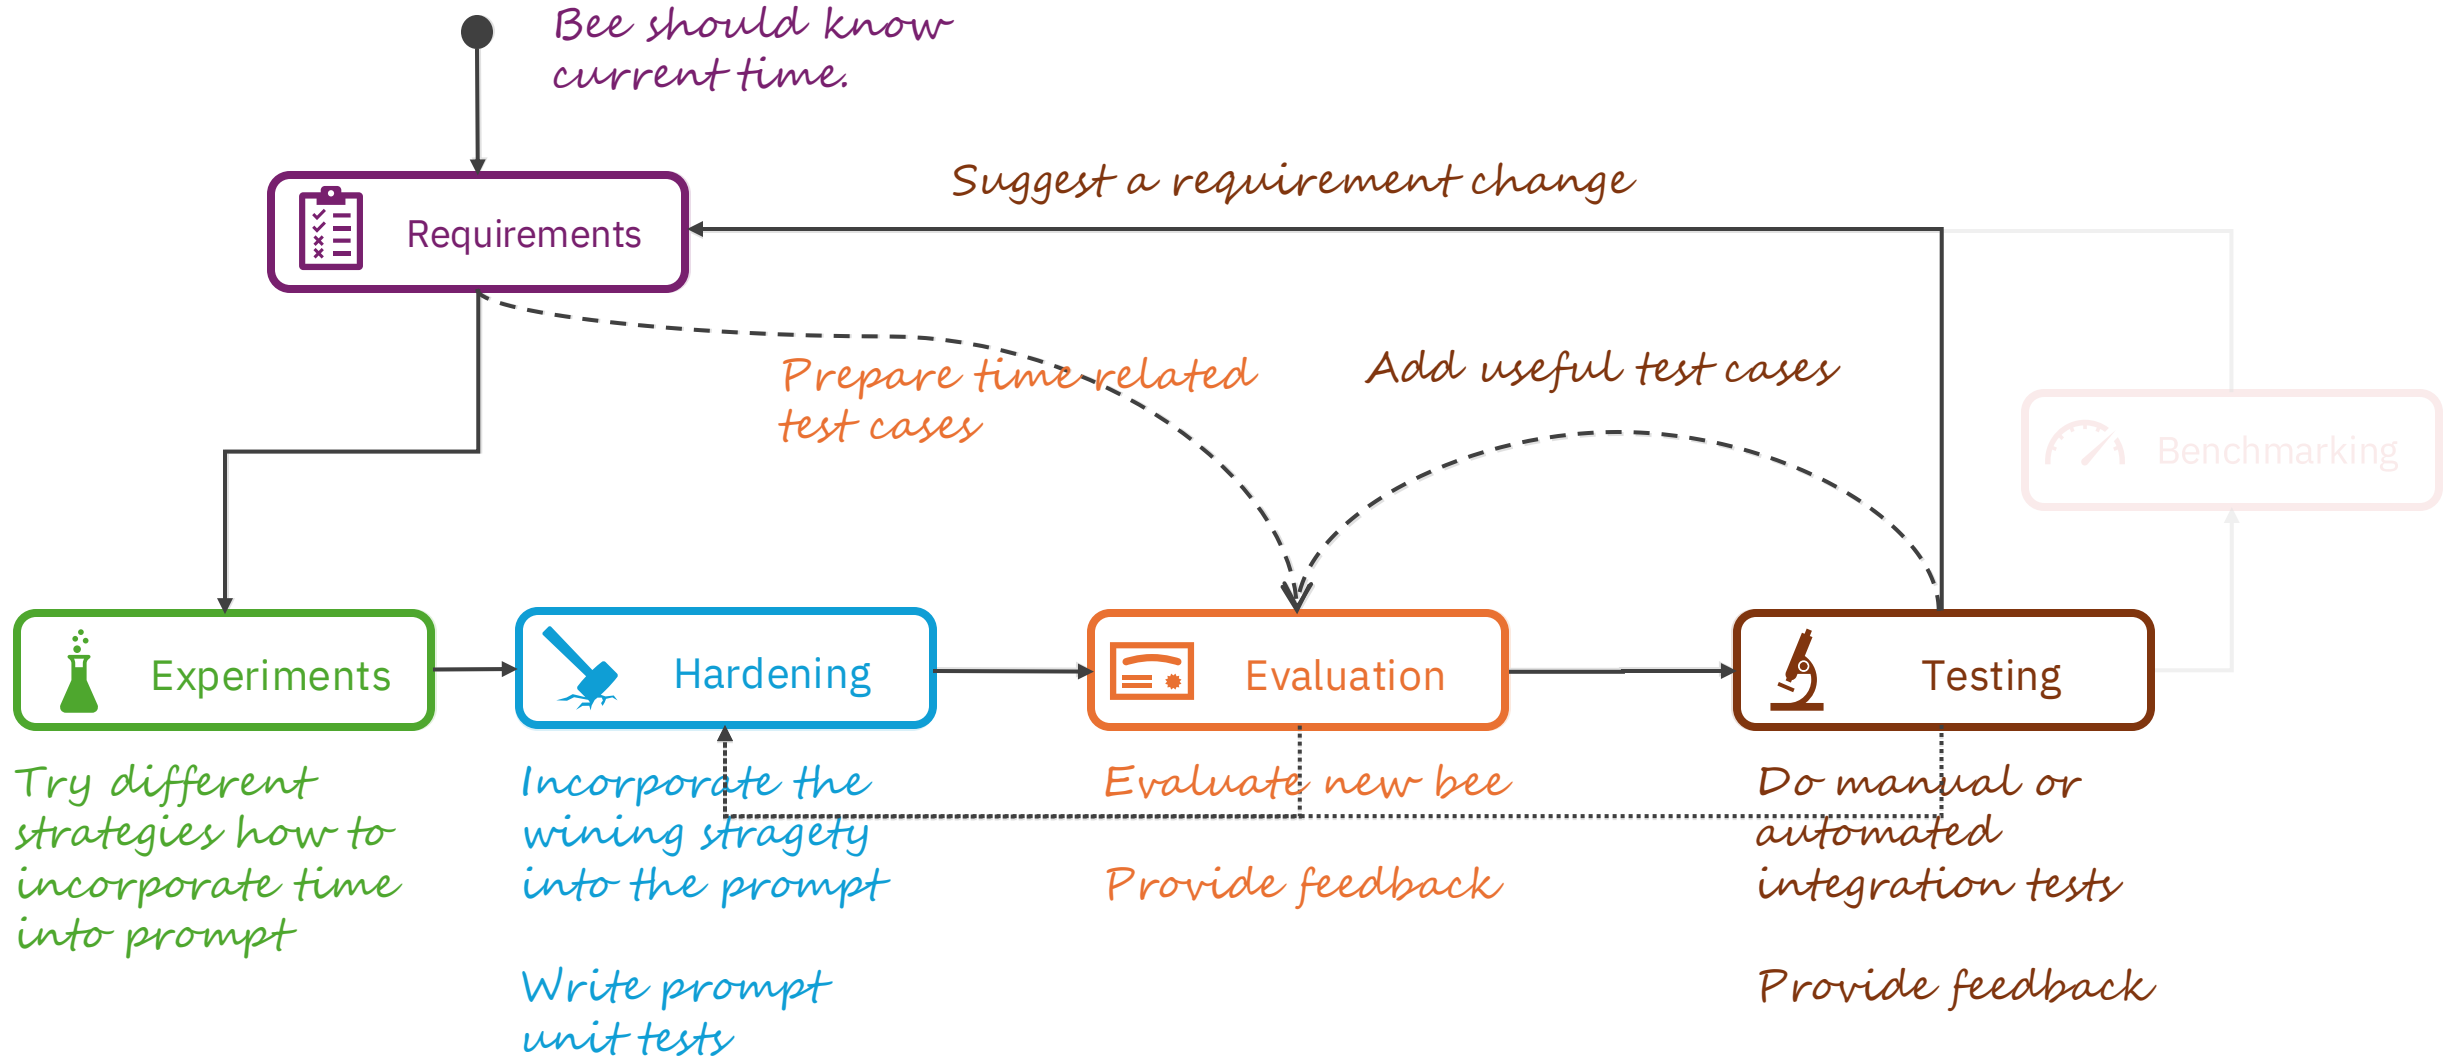 Bee should know
current time.
Suggest a requirement change
Requirements
Prepare time related
test cases
Add useful test cases
Benchmarking
Experiments
Hardening
Evaluation
Testing
Try different
strategies how to
incorporate time
into prompt
Incorporate the
wining stragety
into the prompt
Write prompt
unit tests
Evaluate new bee
Provide feedback
Do manual or
automated
integration tests
Provide feedback